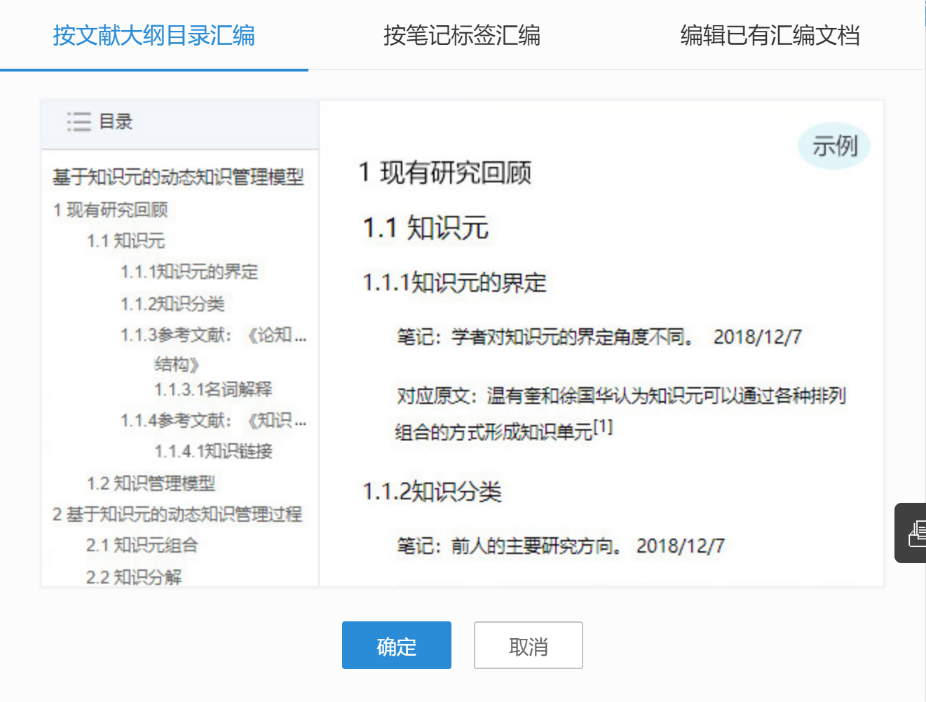 按文献大纲目录汇编
按笔记标签汇编
编辑已有汇编文档
目录
基于知识元的动态知识管理模型
1 现有研究回顾
1.1 知识元
1.1.1知识元的界定
1.1.2知识分类
1.1.3参考文献：《论知...
结构》
1.1.3.1名词解释
1.1.4参考文献：《知识...
1.1.4.1知识链接
1.2 知识管理模型
2 基于知识元的动态知识管理过程
2.1 知识元组合
2.2 知识分解
示例
1 现有研究回顾
1.1 知识元
1.1.1知识元的界定
笔记：学者对知识元的界定角度不同。 2018/12/7
对应原文：温有奎和徐国华认为知识元可以通过各种排列
组合的方式形成知识单元[1]
1.1.2知识分类
笔记：前人的主要研究方向。 2018/12/7
确定
取消